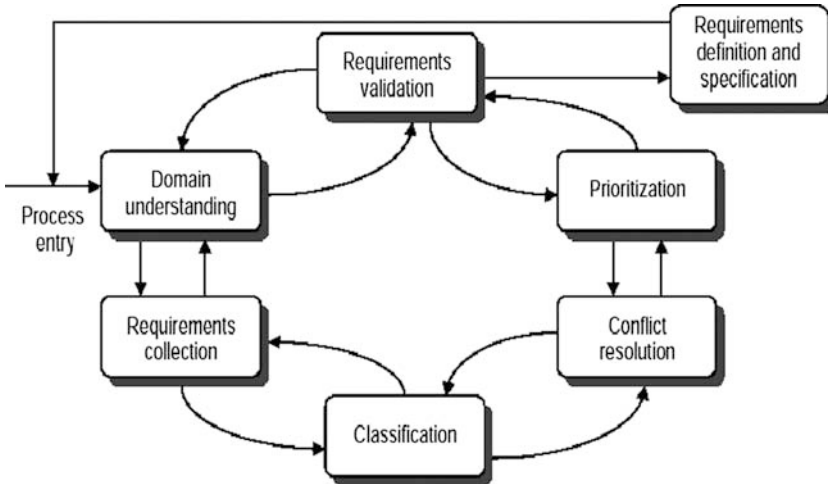 Requirements
definition and
specification
Requirements
validation
Domain
understanding
Prioritization
Process
entry
Requirements
collection
Conflict
resolution
Classification